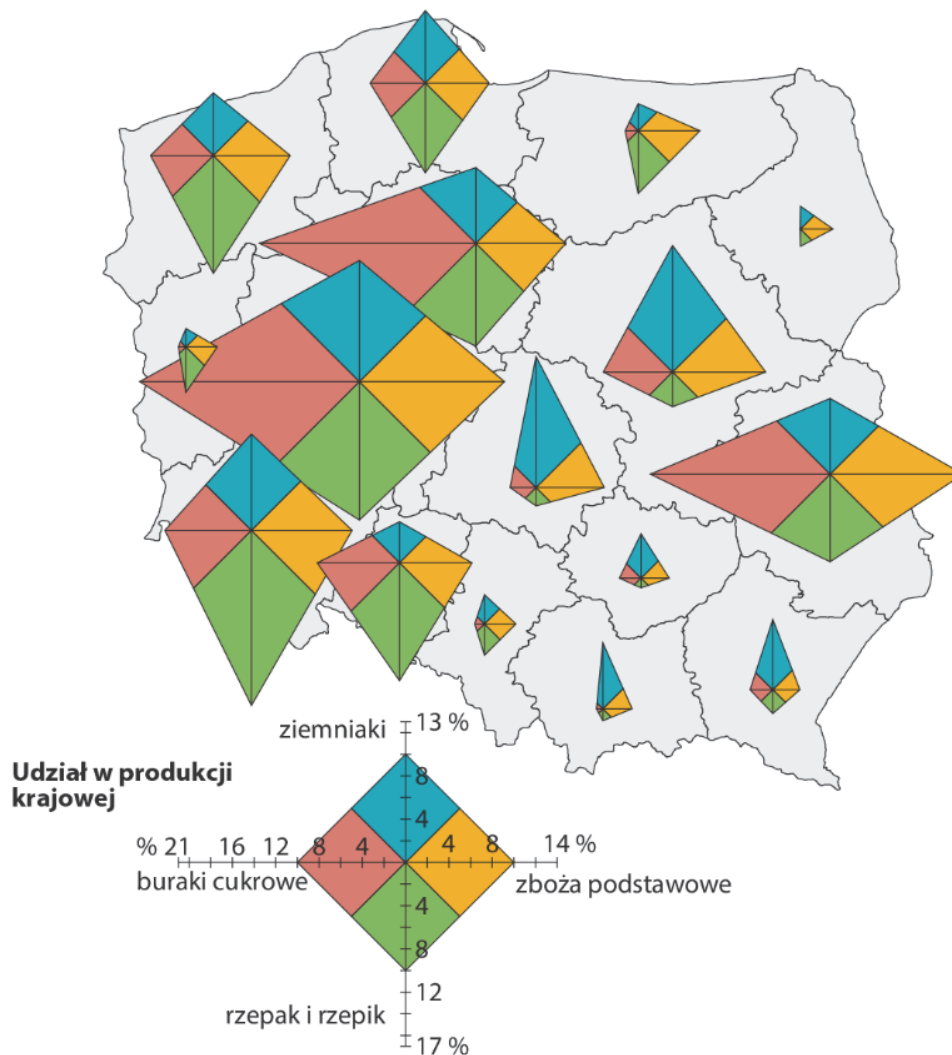 ziemniaki
13 %
Udział w produkcji
krajowej
8
4
% 21 16 12 8 4
4 8 14 %
buraki cukrowe
zboża podstawowe
4
8
12
rzepak i rzepik
17 %